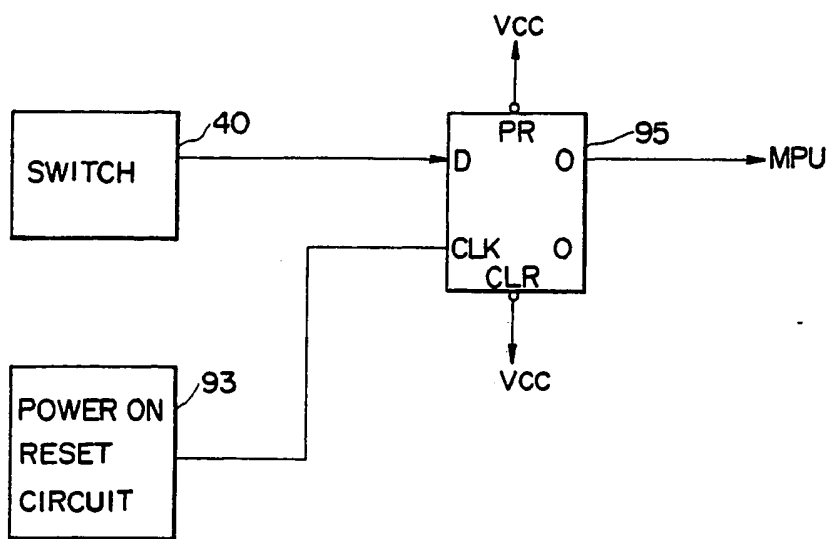 VCC
40
SWITCH
PR
95
D O
MPU
CLK O
CLR
VCC
93
POWER ON
RESET
CIRCUIT